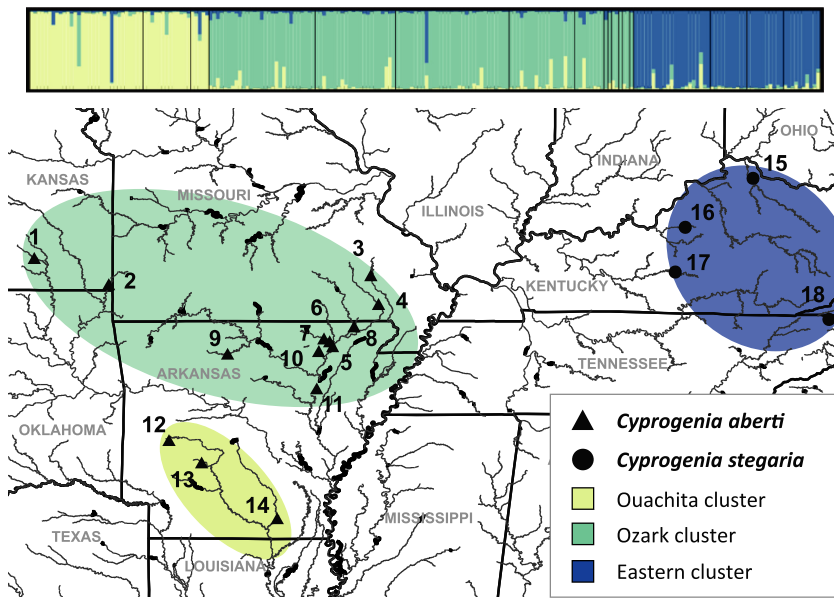 OHIO
INDIANA
15
KANSAS
MISSOURI
ILLINOIS
16
1
3
17
2
KENTUCKY
4
6
18
7
8
9
10
5
TENNESSEE
ARKANSAS
11
OKLAHOMA
12
13
14
MISSISSIPPI
TEXAS
LOUISIANA
Cyprogenia aberti
Cyprogenia stegaria
Ouachita cluster
Ozark cluster
Eastern cluster